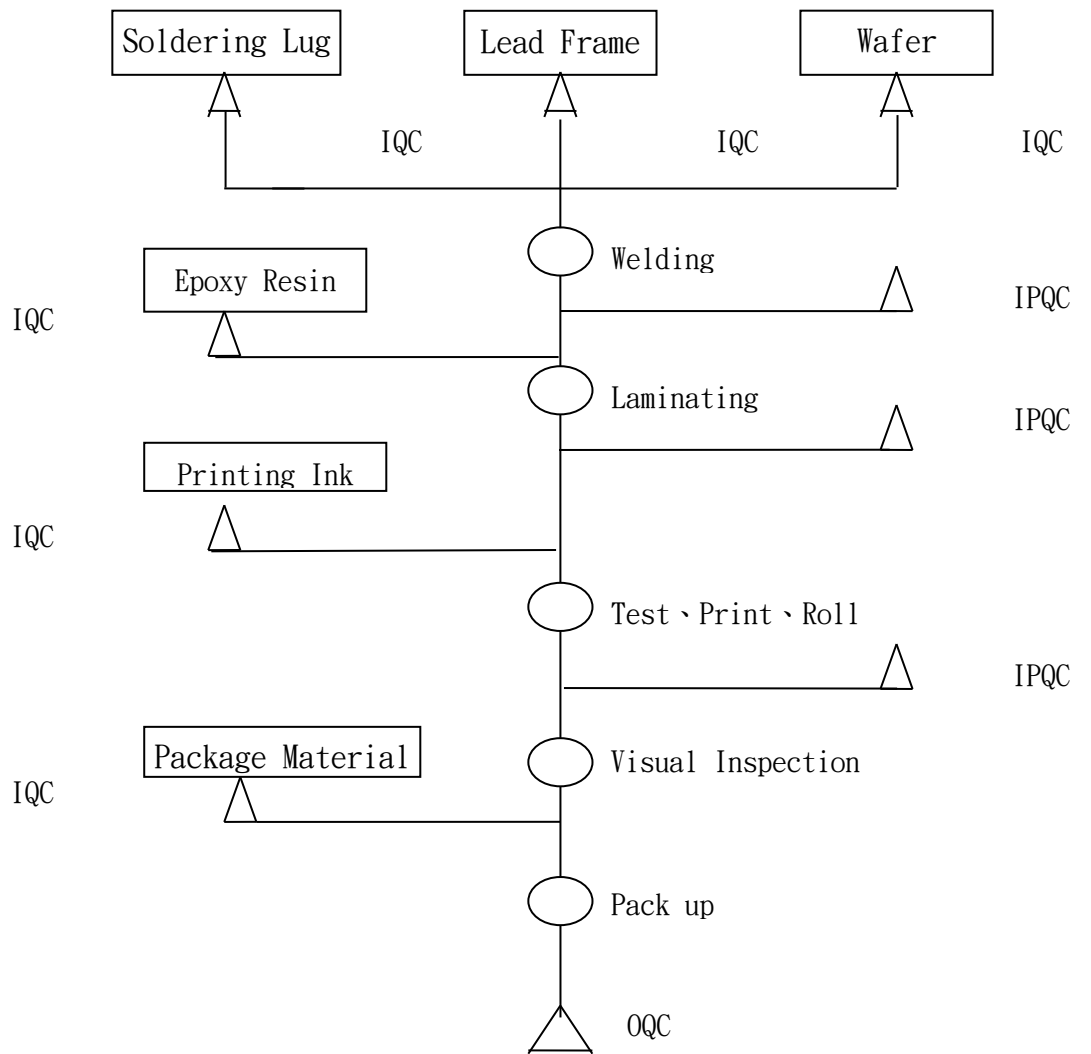 Soldering Lug
Lead Frame
Wafer
IQC
IQC
IQC
Welding
Epoxy Resin
IPQC
IQC
Laminating
IPQC
Printing Ink
IQC
Test、Print、Roll
IPQC
Package Material
Visual Inspection
IQC
Pack up
OQC